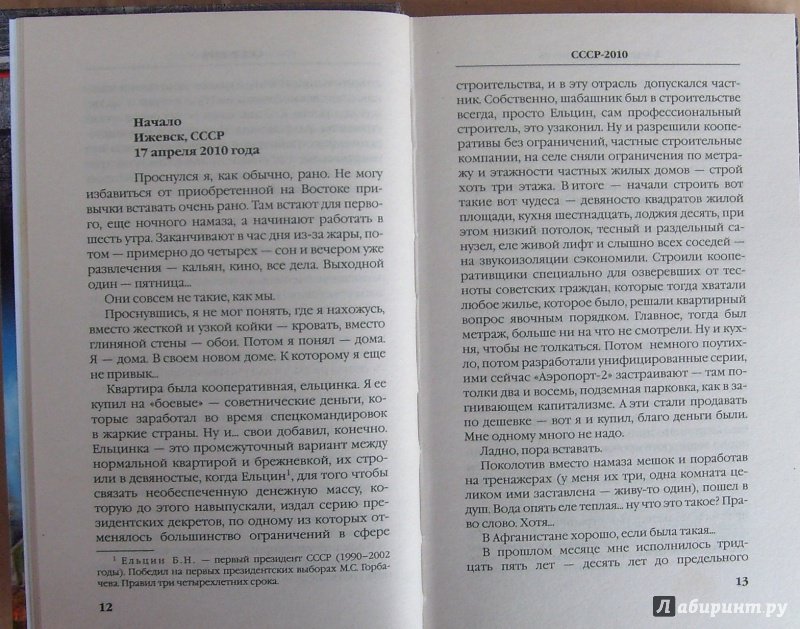 Начало
Ижевск, СССР
17 апреля 2010 года
Проснулся я, как обычно, рано. Не могу
избавиться от приобретенной на Востоке при-
вычки вставать очень рано. Там встают для перво-
го, еще ночного намаза, а начинают работать в
шесть утра. Заканчивают в час дня из-за жары, по-
том — примерно до четырех — сон и вечером уже
развлечения — кальян, кино, все дела. Выходной
один — пятница...
Они совсем не такие, как мы.
Проснувшись, я не мог понять, где я нахожусь,
вместо жесткой и узкой койки — кровать, вместо
глиняной стены — обои. Потом я понял — дома.
Я — дома. В своем новом доме. К которому я еще
не привык...
Квартира была кооперативная, ельцинка. Я ее
купил на «боевые» — советнические деньги, ко-
торые заработал во время спецкомандировок
в жаркие страны. Ну и... свои добавил, конечно.
Ельцинка — это промежуточный вариант между
нормальной квартирой и брежневкой, их стро-
или в девяностые, когда Ельцин¹, для того чтобы
связать необеспеченную денежную массу, ко-
торую до этого навыпускали, издал серию пре-
зидентских декретов, по одному из которых от-
менялось большинство ограничений в сфере
¹ Ельцин Б.Н. — первый президент СССР (1990–2002
годы). Победил на первых президентских выборах М.С. Горба-
чева. Правил три четырехлетних срока.
12
СССР-2010
строительства, и в эту отрасль допускался част-
ник. Собственно, шабашник был в строительстве
всегда, просто Ельцин, сам профессиональный
строитель, это узаконил. Ну и разрешили коопе-
ративы без ограничений, частные строительные
компании, на селе сняли ограничения по метра-
жу и этажности частных жилых домов — строй
хоть три этажа. В итоге — начали строить вот
такие вот чудеса — девяносто квадратов жилой
площади, кухня шестнадцать, лоджия десять, при
этом низкий потолок, тесный и раздельный са-
нузел, еле живой лифт и слышно всех соседей —
на звукоизоляции сэкономили. Строили коопе-
ративщики специально для озверевших от тес-
ноты советских граждан, которые тогда хватали
любое жилье, которое было, решали квартирный
вопрос явочным порядком. Главное, тогда был
метраж, больше ни на что не смотрели. Ну и кух-
ня, чтобы не толкаться. Потом немного поутих-
ло, потом разработали унифицированные серии,
ими сейчас «Аэропорт-2» застраивают — там по-
толки два и восемь, подземная парковка, как в за-
гнивающем капитализме. А эти стали продавать
по дешевке — вот я и купил, благо деньги были.
Мне одному много не надо.
Ладно, пора вставать.
Поколотив вместо намаза мешок и поработав
на тренажерах (у меня их три, одна комната це-
ликом ими заставлена — живу-то один), пошел в
душ. Вода опять еле теплая... ну что это такое? Пра-
во слово. Хотя...
В Афганистане хорошо, если была такая...
В прошлом месяце мне исполнилось трид-
цать пять лет — десять лет до предельного
13
Лабиринт.ру